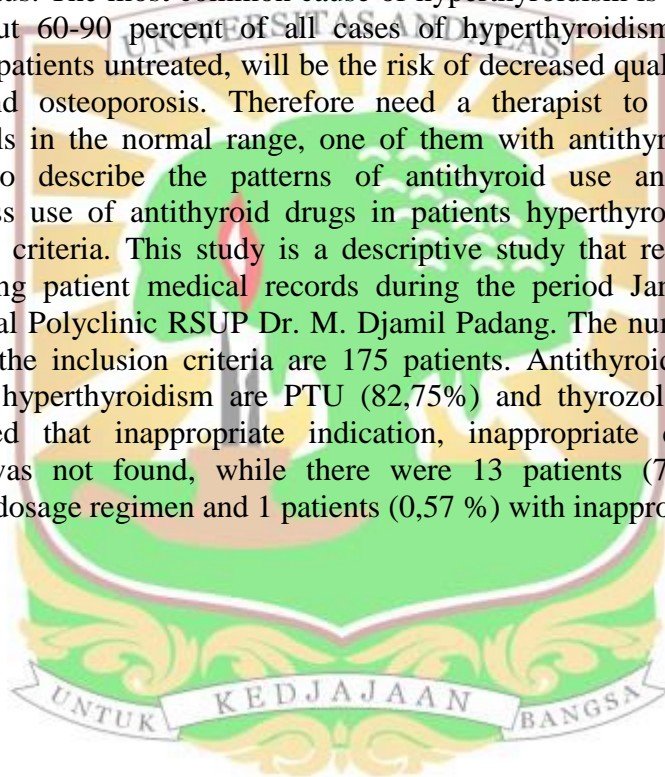 us. The most common cause of hyperthyroidism is
ut 60-90 percent of all cases of hyperthyroidism
UNIVERSITAS ANDALAS
patients untreated, will be the risk of decreased qual
nd osteoporosis. Therefore need a therapist to
ls in the normal range, one of them with antithyr
o describe the patterns of antithyroid use an
ss use of antithyroid drugs in patients hyperthyro
criteria. This study is a descriptive study that re
ng patient medical records during the period Jan
al Polyclinic RSUP Dr. M. Djamil Padang. The nu
the inclusion criteria are 175 patients. Antithyroid
hyperthyroidism are PTU (82,75%) and thyrozol
ed that inappropriate indication, inappropriate
was not found, while there were 13 patients (7
dosage regimen and 1 patients (0,57 %) with inappro
UNTUK KEDJAJAAN BANGSA